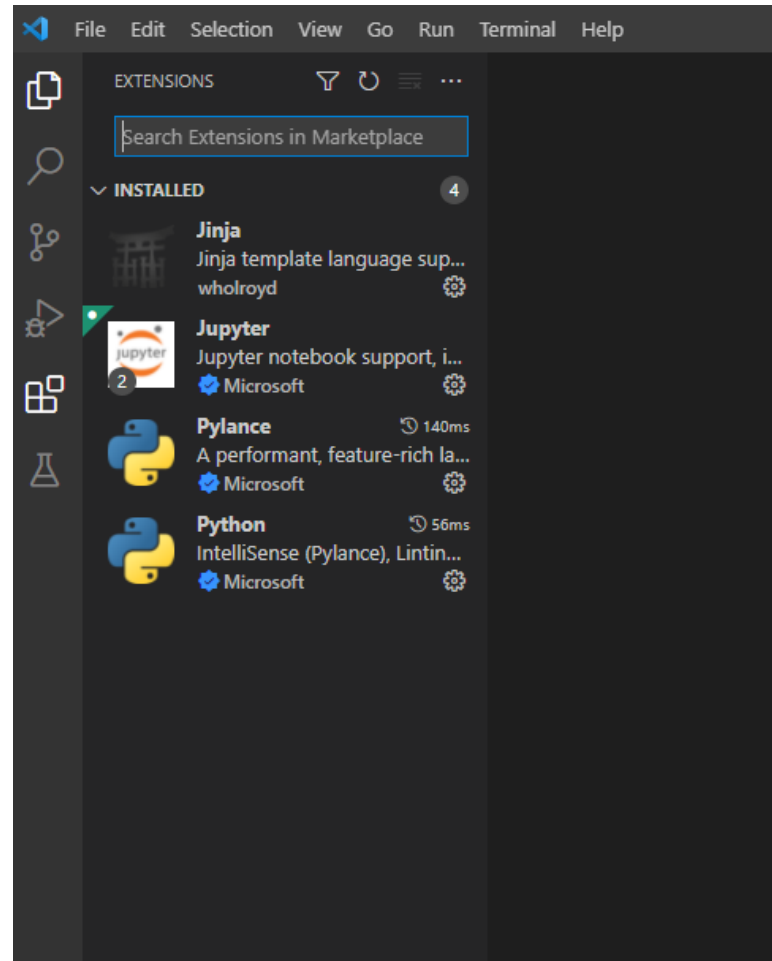 File Edit Selection View Go Run Terminal Help
EXTENSIONS
Search Extensions in Marketplace
INSTALLED 4
Jinja
Jinja template language sup...
wholroyd
Jupyter
Jupyter notebook support, i...
jupyter
2
Microsoft
Pylance 140ms
A performant, feature-rich la...
Microsoft
Python 56ms
IntelliSense (Pylance), Lintin...
Microsoft